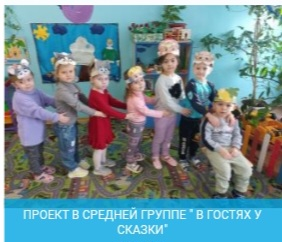 ПРОЕКТ В СРЕДНЕЙ ГРУППЕ " В ГОСТЯХ У
СКАЗКИ"